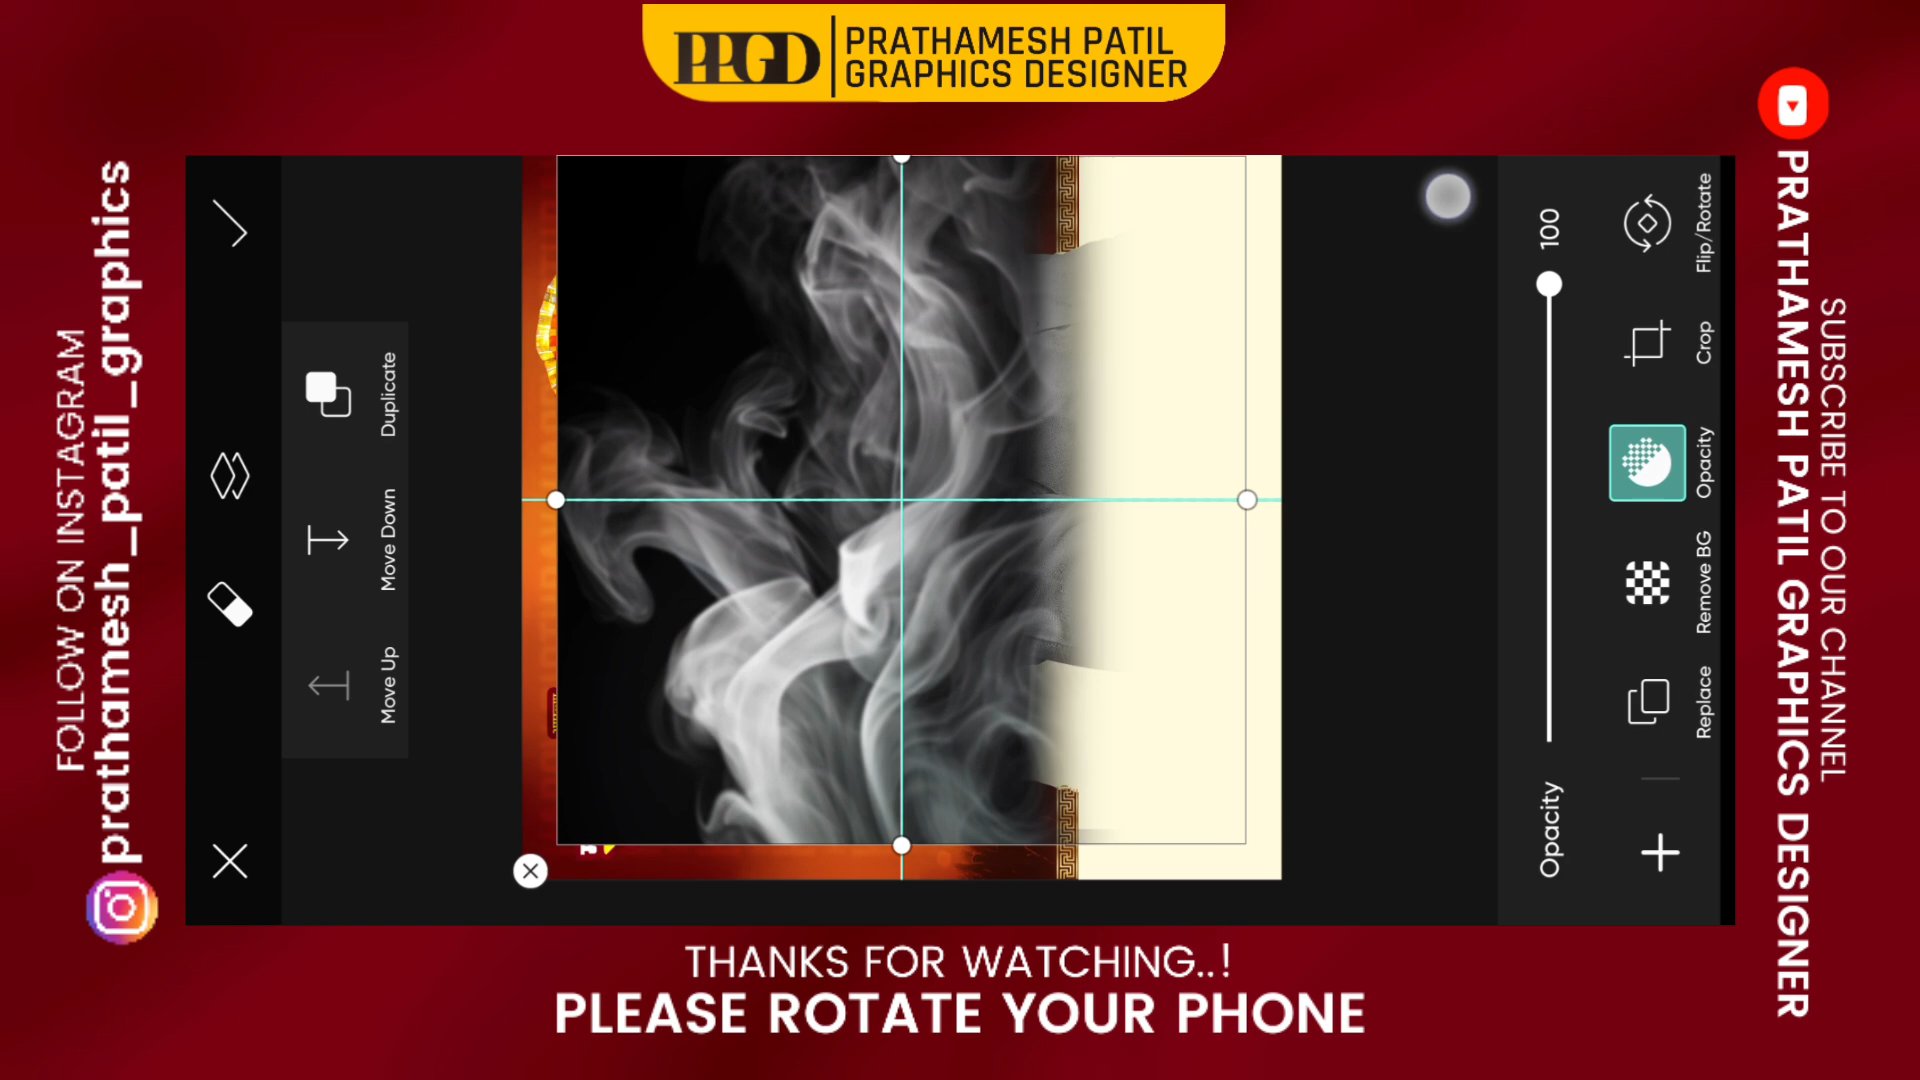 PPGD
PRATHAMESH PATIL
GRAPHICS DESIGNER
FOLLOW ON INSTAGRAM
prathamesh_patil_graphics
Duplicate
Move Down
Move Up
100
Opacity
Flip/Rotate
Crop
Opacity
Remove BG
Replace
SUBSCRIBE TO OUR CHANNEL
PRATHAMESH PATIL GRAPHICS DESIGNER
THANKS FOR WATCHING..!
PLEASE ROTATE YOUR PHONE